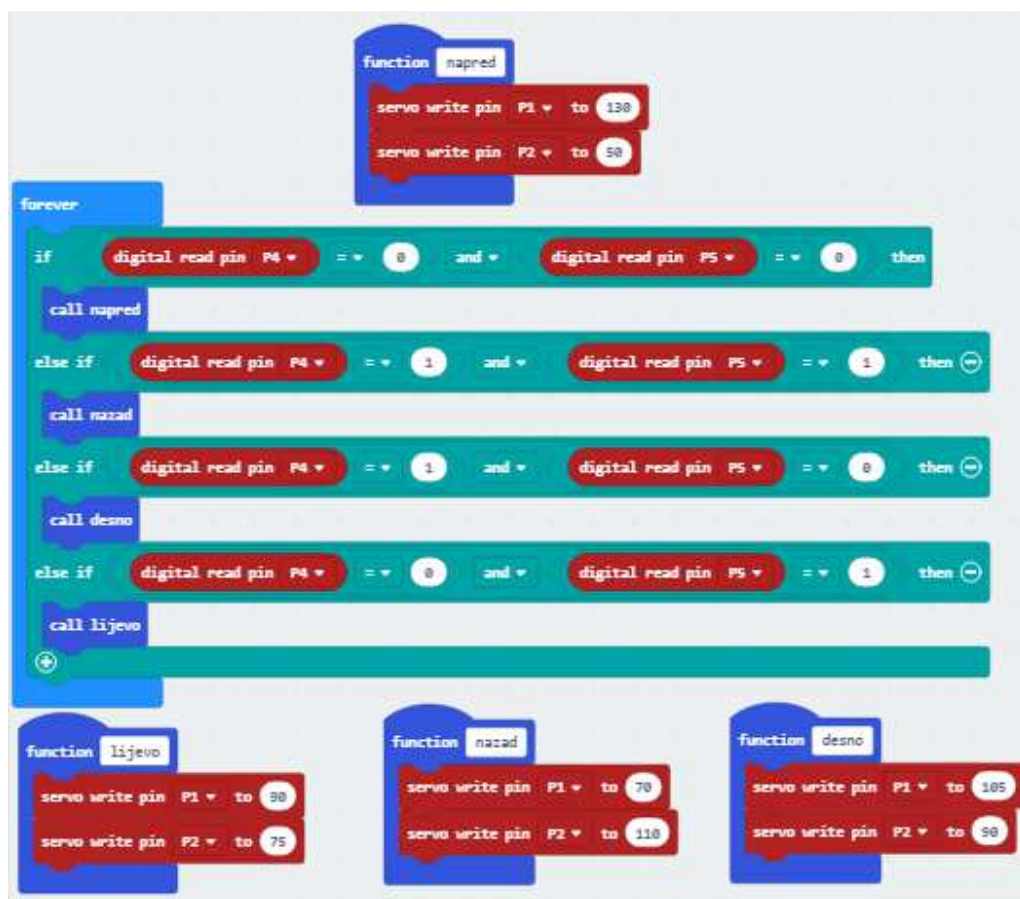 function napred
servo write pin P1 to 130
servo write pin P2 to 50
forever
if digital read pin P4 = 0 and digital read pin P5 = 0 then
call napred
else if digital read pin P4 = 1 and digital read pin P5 = 1 then
call nazad
else if digital read pin P4 = 1 and digital read pin P5 = 0 then
call desno
else if digital read pin P4 = 0 and digital read pin P5 = 1 then
call lijevo
function lijevo
servo write pin P1 to 90
servo write pin P2 to 75
function nazad
servo write pin P1 to 70
servo write pin P2 to 110
function desno
servo write pin P1 to 105
servo write pin P2 to 90